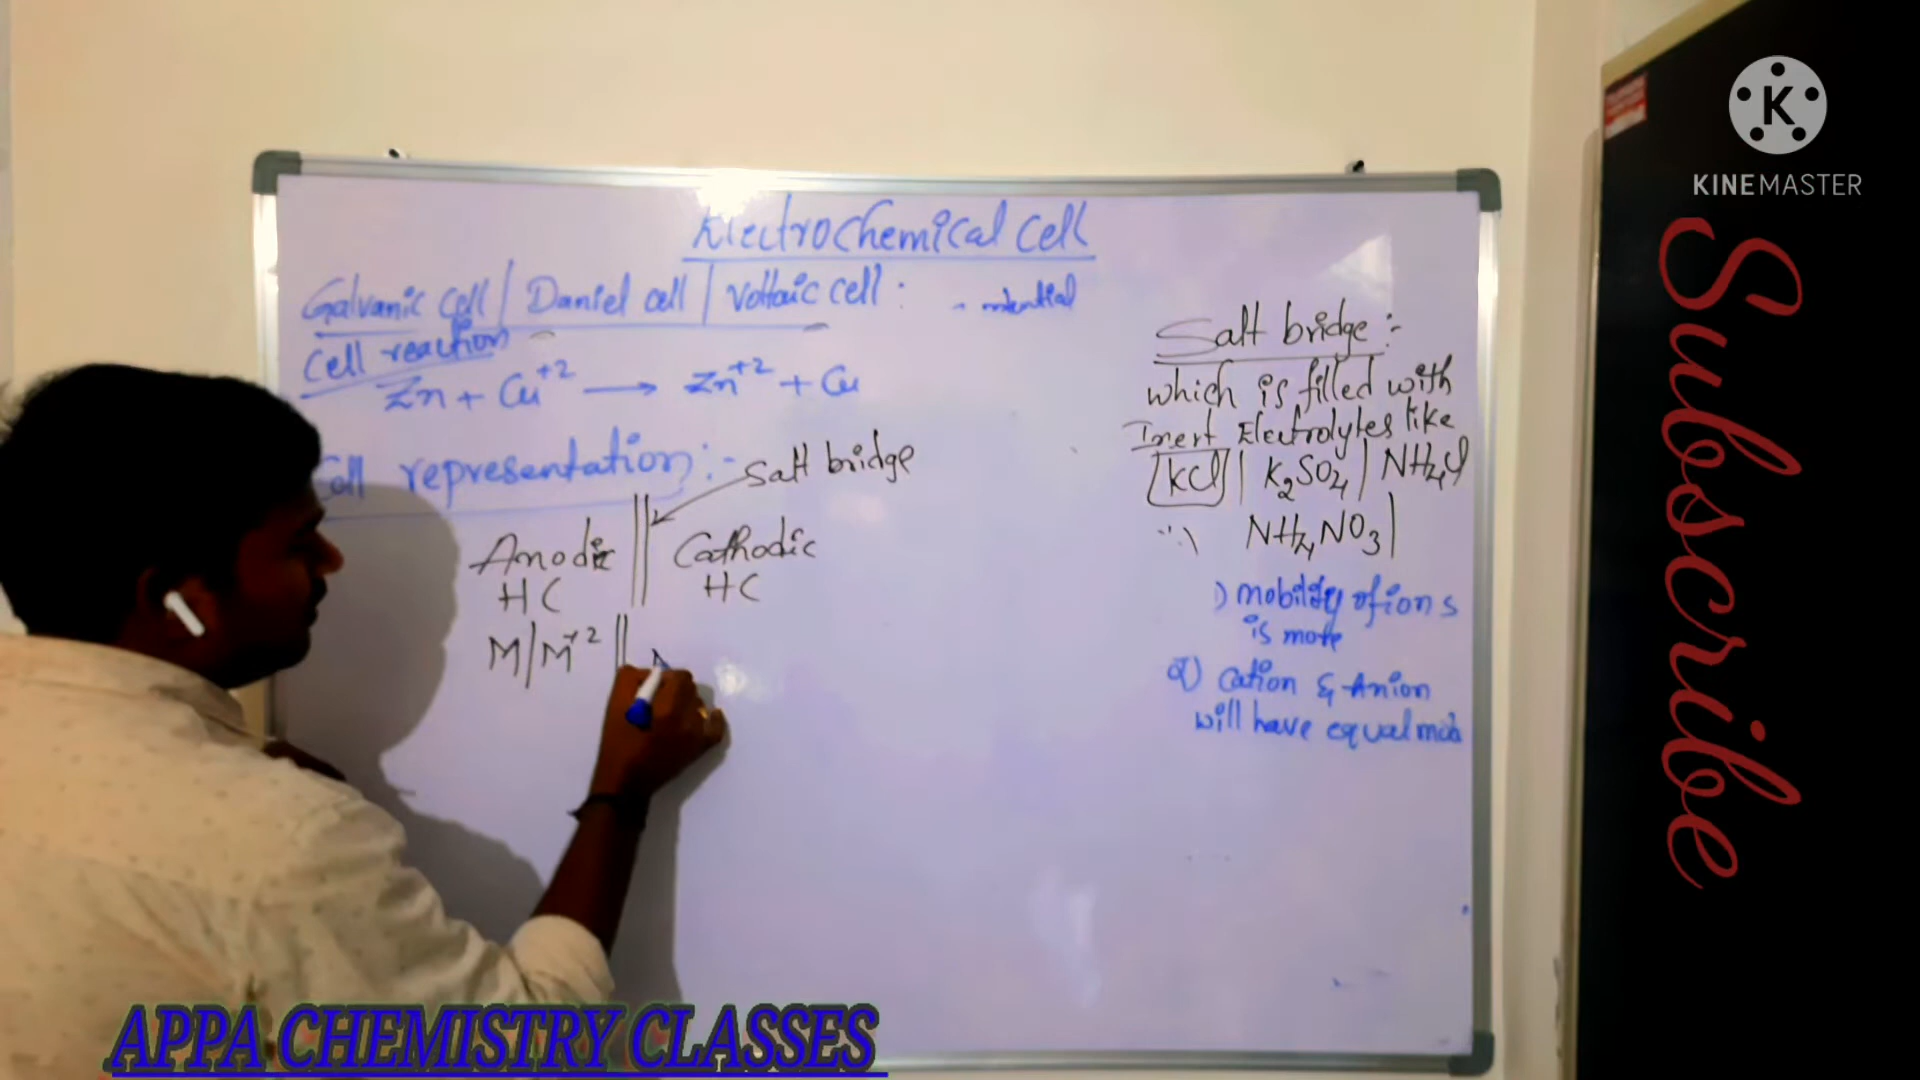 Electrochemical Cell
Galvanic cell / Daniel cell / Voltaic cell :
Cell reaction
Zn + Cu+2 → Zn+2 + Cu
Cell representation :-
Salt bridge
Anodic || Cathodic
HC HC
M/M+2 ||
Salt bridge :-
which is filled with
Inert Electrolytes like
KCl | K2SO4 | NH4Cl
NH4NO3 |
1) mobility of ions
is more
2) Cation & Anion
will have equal mob
K
KINEMASTER
Subscribe
APPA CHEMISTRY CLASSES